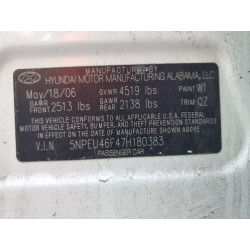 MANUFACTURED BY
HYUNDAI MOTOR MANUFACTURING ALABAMA, LLC
May/18/06 GVWR 4519 lbs PAINT W1
GAWR FRONT 2513 lbs GAWR REAR 2138 lbs TRIM QZ
THIS VEHICLE CONFORMS TO ALL APPLICABLE U.S. FEDERAL
MOTOR VEHICLE SAFETY, BUMPER, AND THEFT PREVENTION
STANDARDS IN EFFECT ON THE DATE OF MANUFACTURE SHOWN ABOVE.
V.I.N 5NPEU46F47H180383
PASSENGER CAR